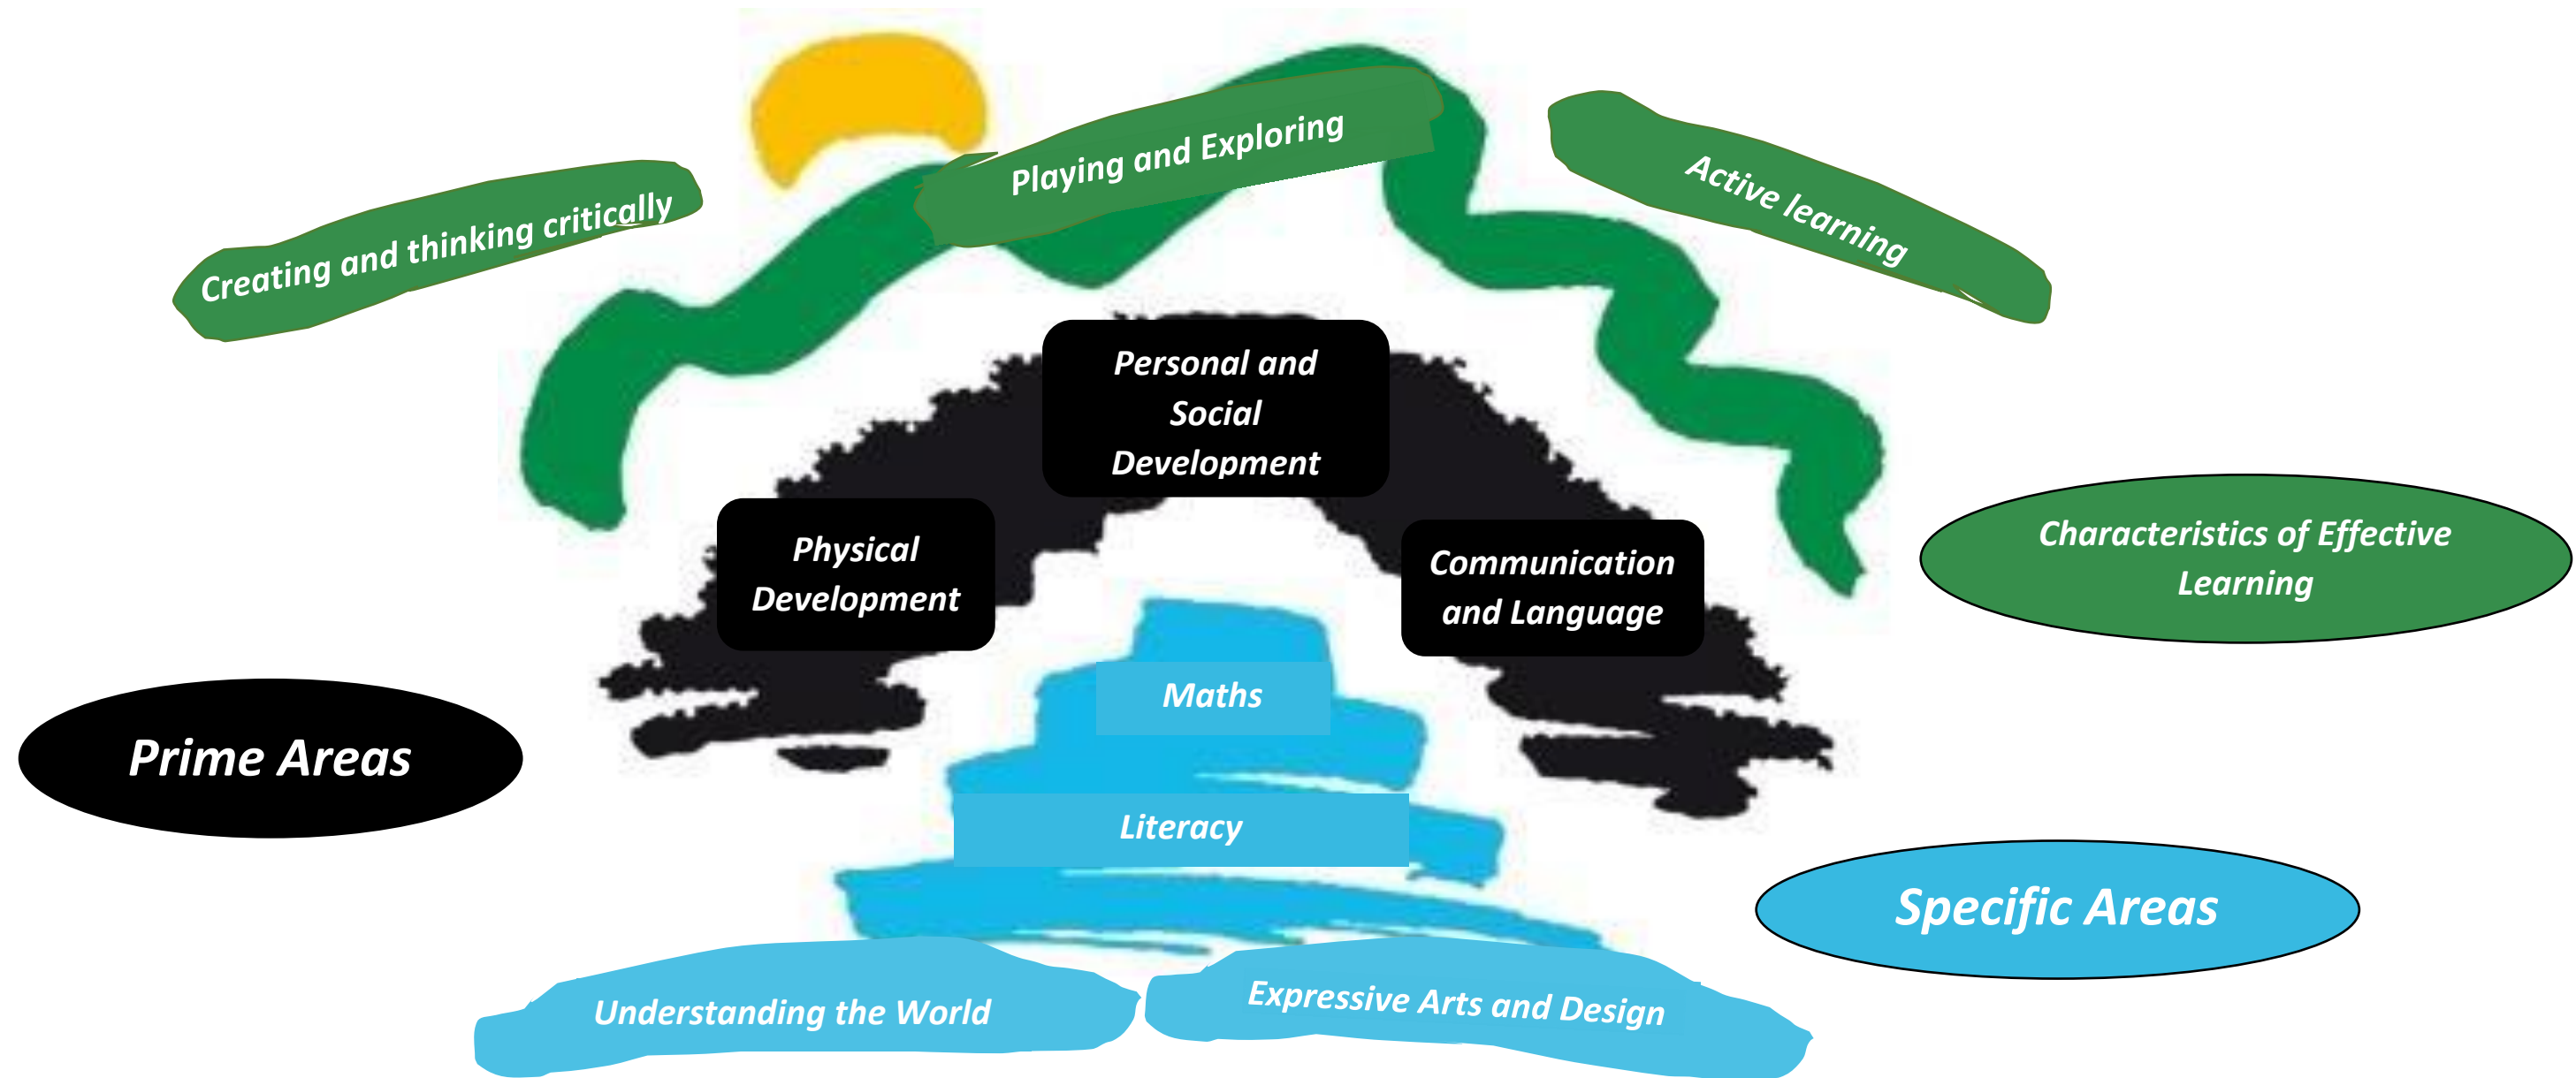 Creating and thinking critically
Playing and Exploring
Active learning
Personal and
Social
Development
Physical
Development
Communication
and Language
Characteristics of Effective
Learning
Maths
Prime Areas
Literacy
Specific Areas
Understanding the World
Expressive Arts and Design